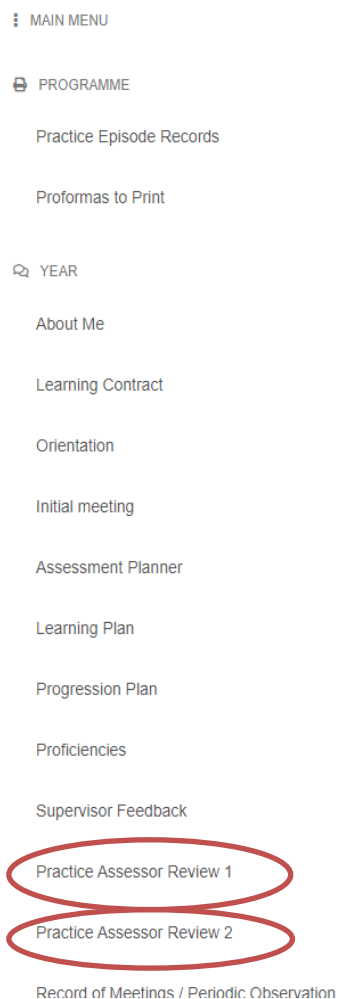 MAIN MENU
PROGRAMME
Practice Episode Records
Proformas to Print
YEAR
About Me
Learning Contract
Orientation
Initial meeting
Assessment Planner
Learning Plan
Progression Plan
Proficiencies
Supervisor Feedback
Practice Assessor Review 1
Practice Assessor Review 2
Record of Meetings / Periodic Observation